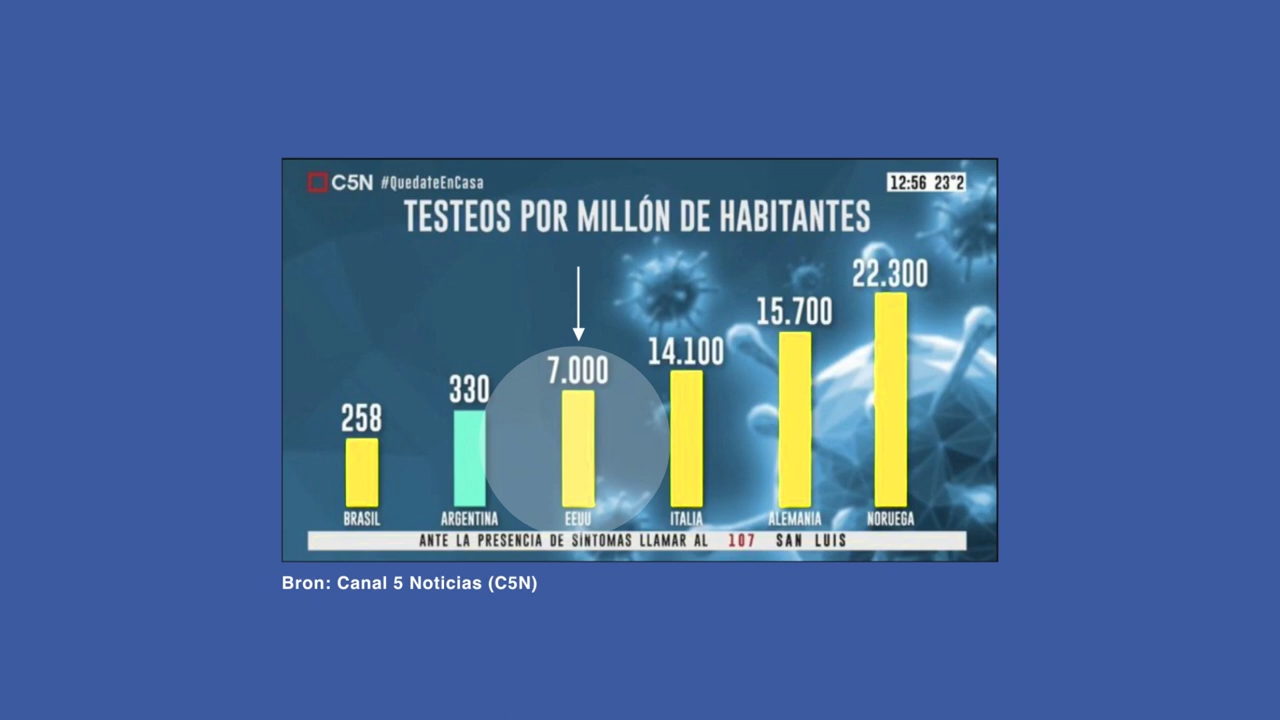 C5N #QuedateEnCasa
12:56 23°2
TESTEOS POR MILLÓN DE HABITANTES
258
330
7.000
14.100
15.700
22.300
BRASIL
ARGENTINA
EEUU
ITALIA
ALEMANIA
NORUEGA
ANTE LA PRESENCIA DE SÍNTOMAS LLAMAR AL 107 SAN LUIS
Bron: Canal 5 Noticias (C5N)